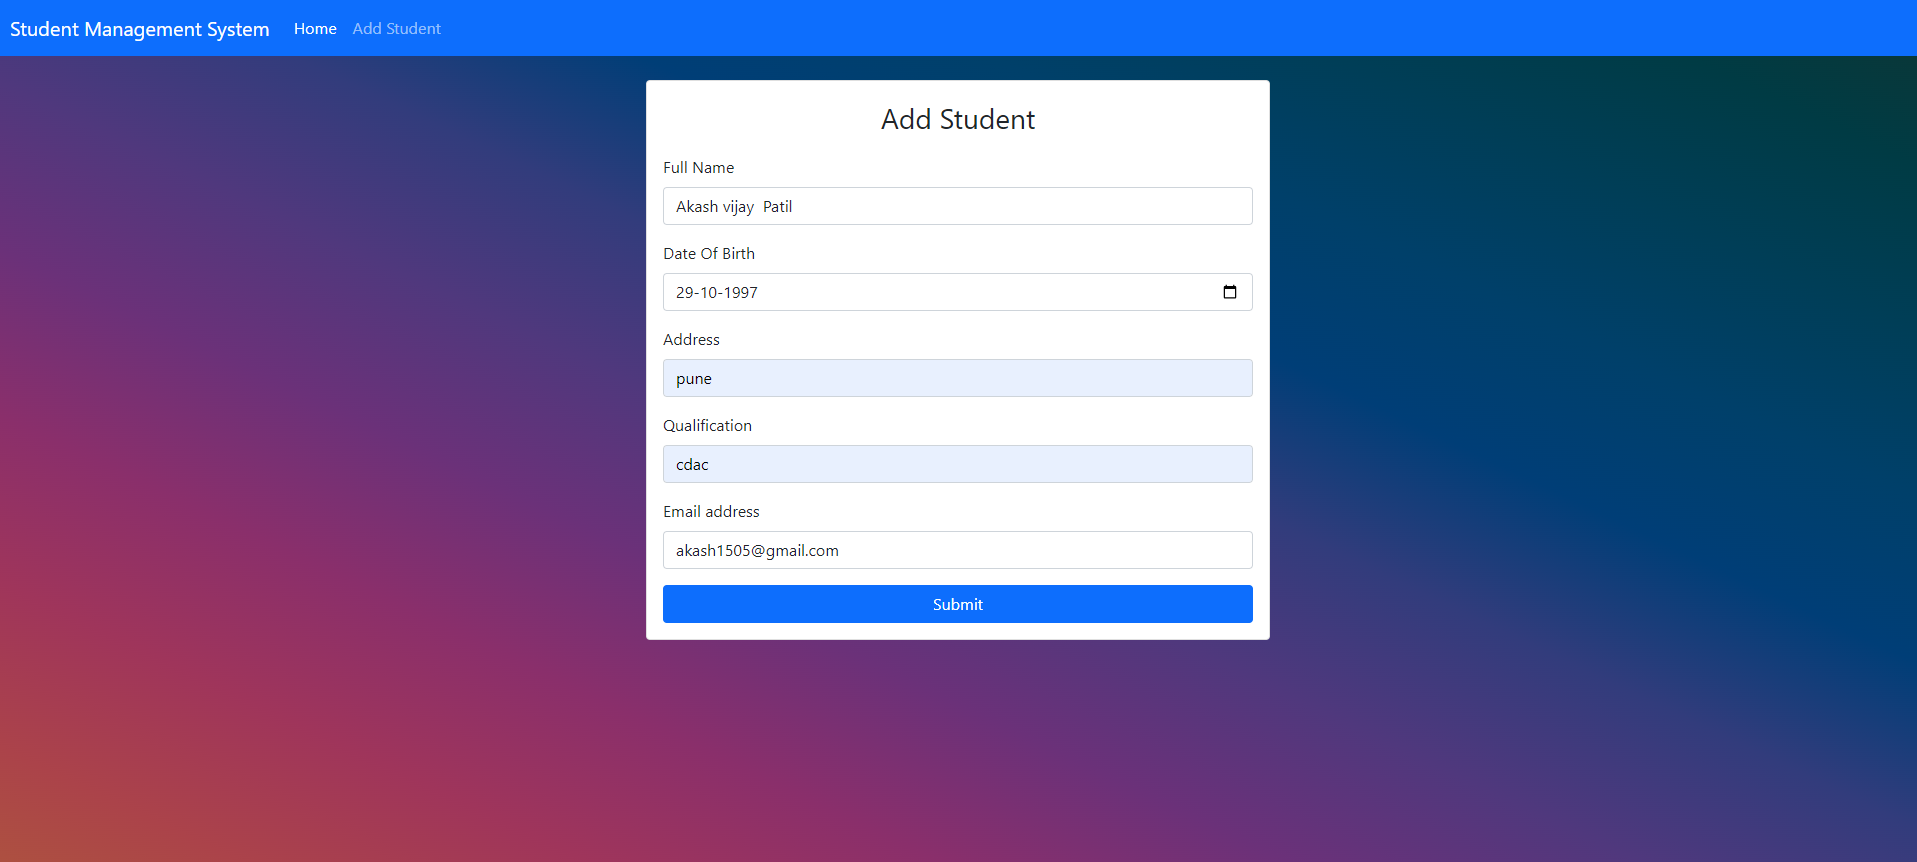 Student Management System Home Add Student
Add Student
Full Name
Akash vijay  Patil
Date Of Birth
29-10-1997
Address
pune
Qualification
cdac
Email address
akash1505@gmail.com
Submit